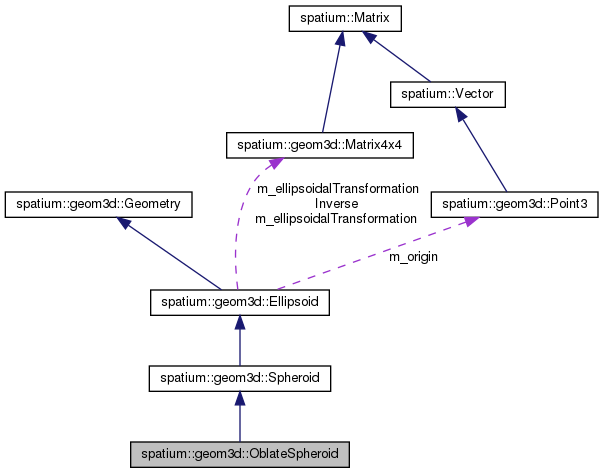 spatium::Matrix
spatium::Vector
spatium::geom3d::Matrix4x4
m_ellipsoidalTransformation
Inverse
m_ellipsoidalTransformation
spatium::geom3d::Geometry
spatium::geom3d::Point3
m_origin
spatium::geom3d::Ellipsoid
spatium::geom3d::Spheroid
spatium::geom3d::OblateSpheroid